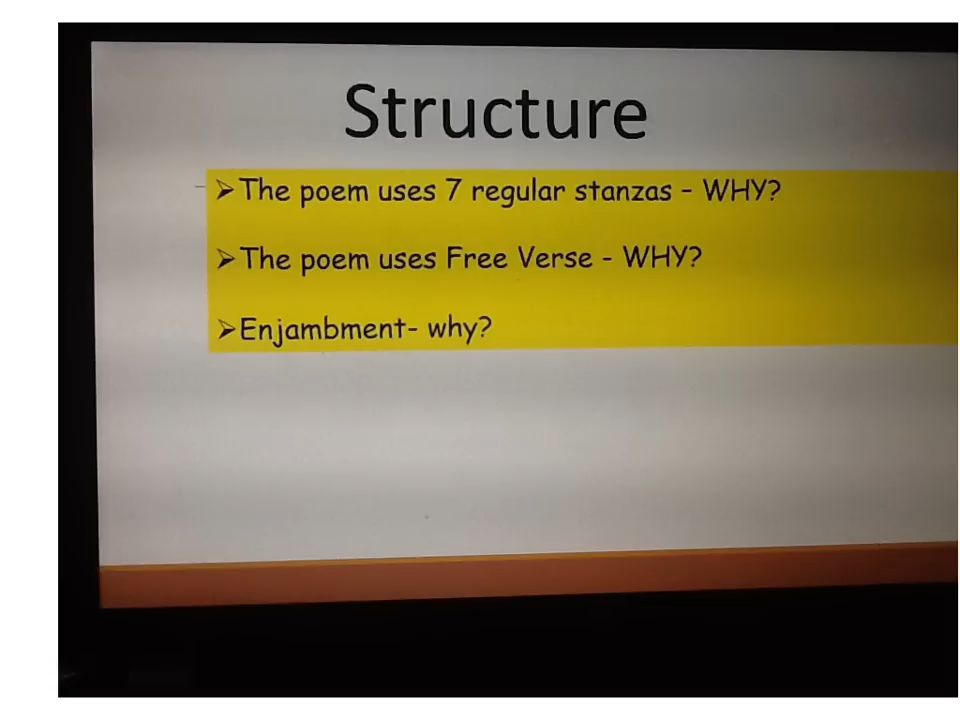 Structure
➢The poem uses 7 regular stanzas - WHY?
➢The poem uses Free Verse - WHY?
➢Enjambment- why?